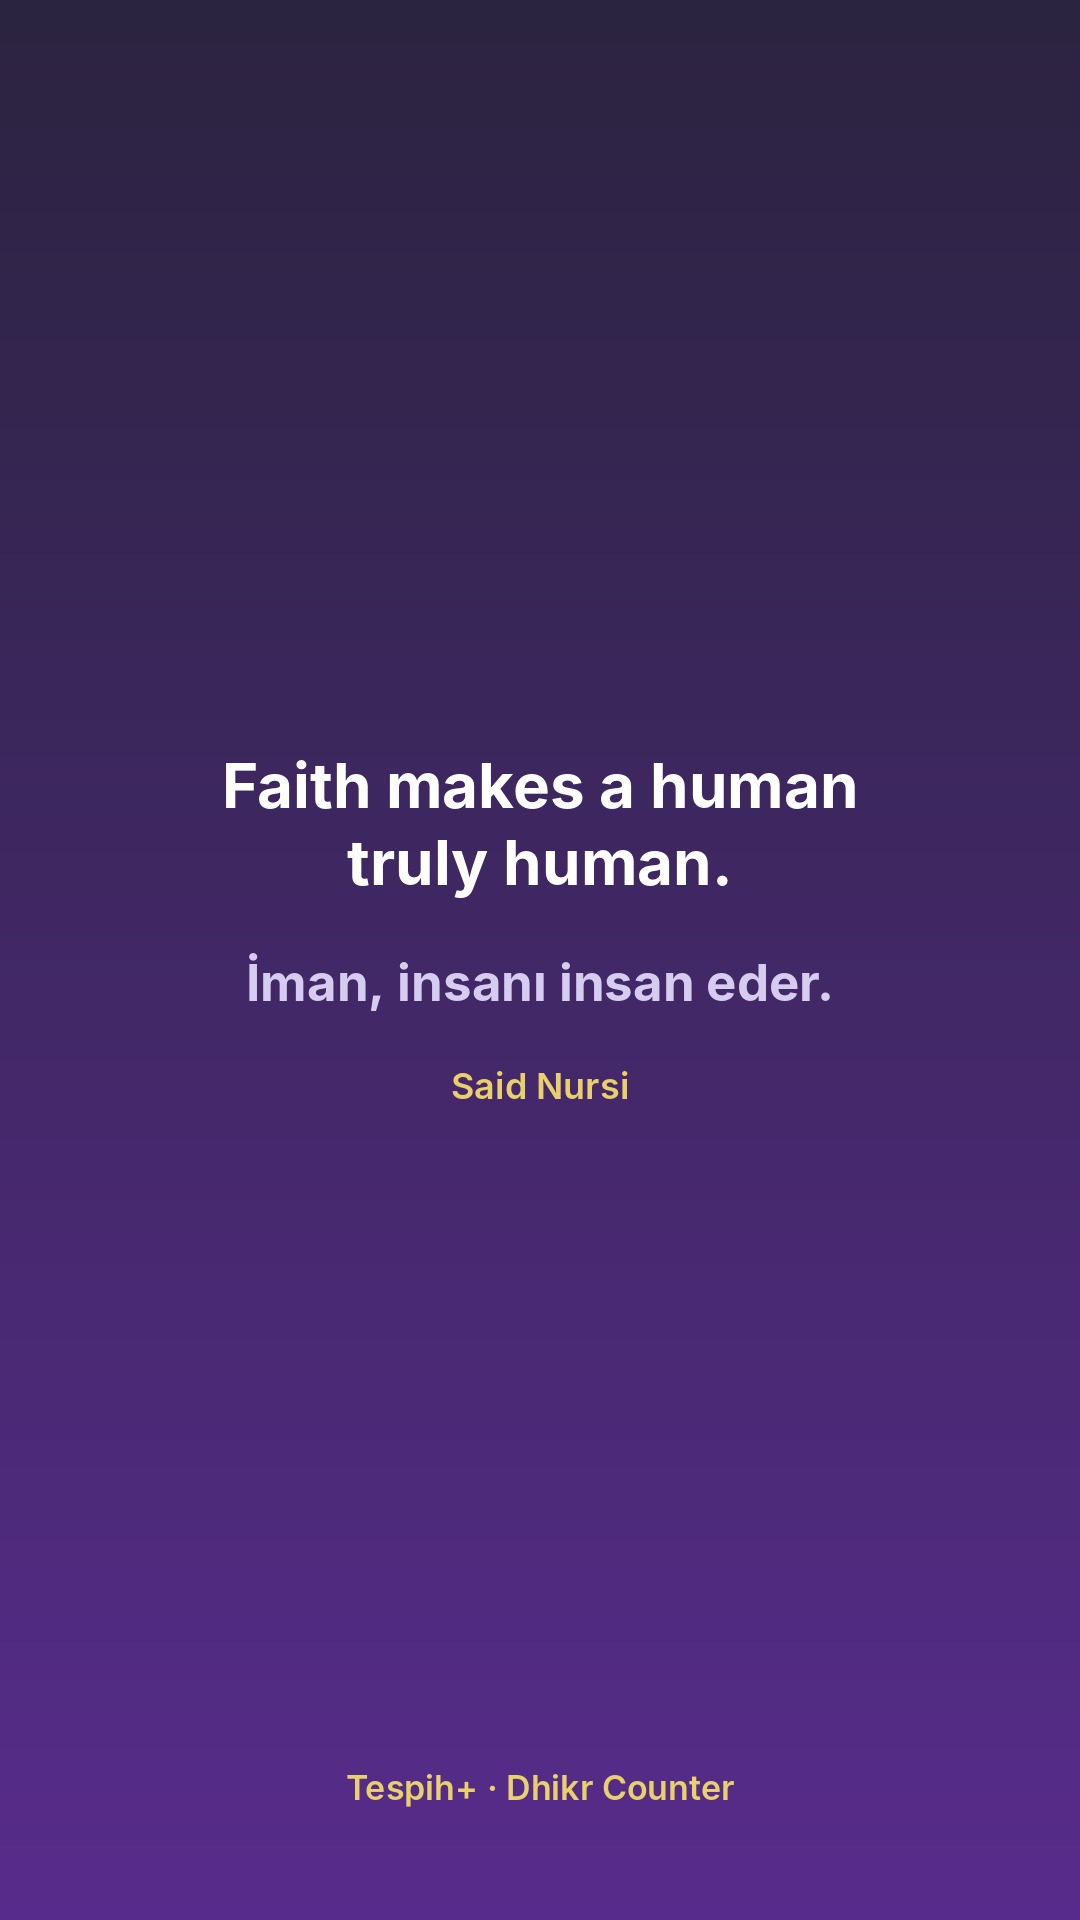 Faith makes a human
truly human.
İman, insanı insan eder.
Said Nursi
Tespih+ · Dhikr Counter